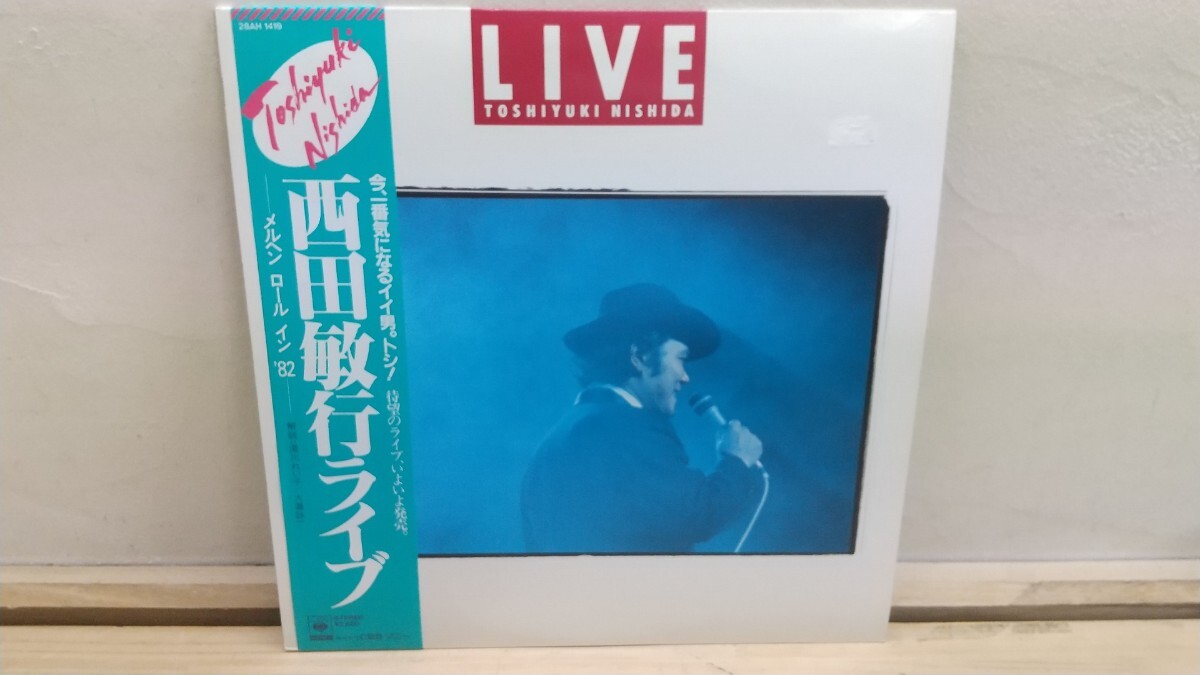 28AH 1419
Toshiyuki
Nishida
LIVE
TOSHIYUKI NISHIDA
今、一番気になるイイ男。トシ!
待望のライブ、いよいよ発売。
西田敏行ライブ
メルヘン ロール イン '82